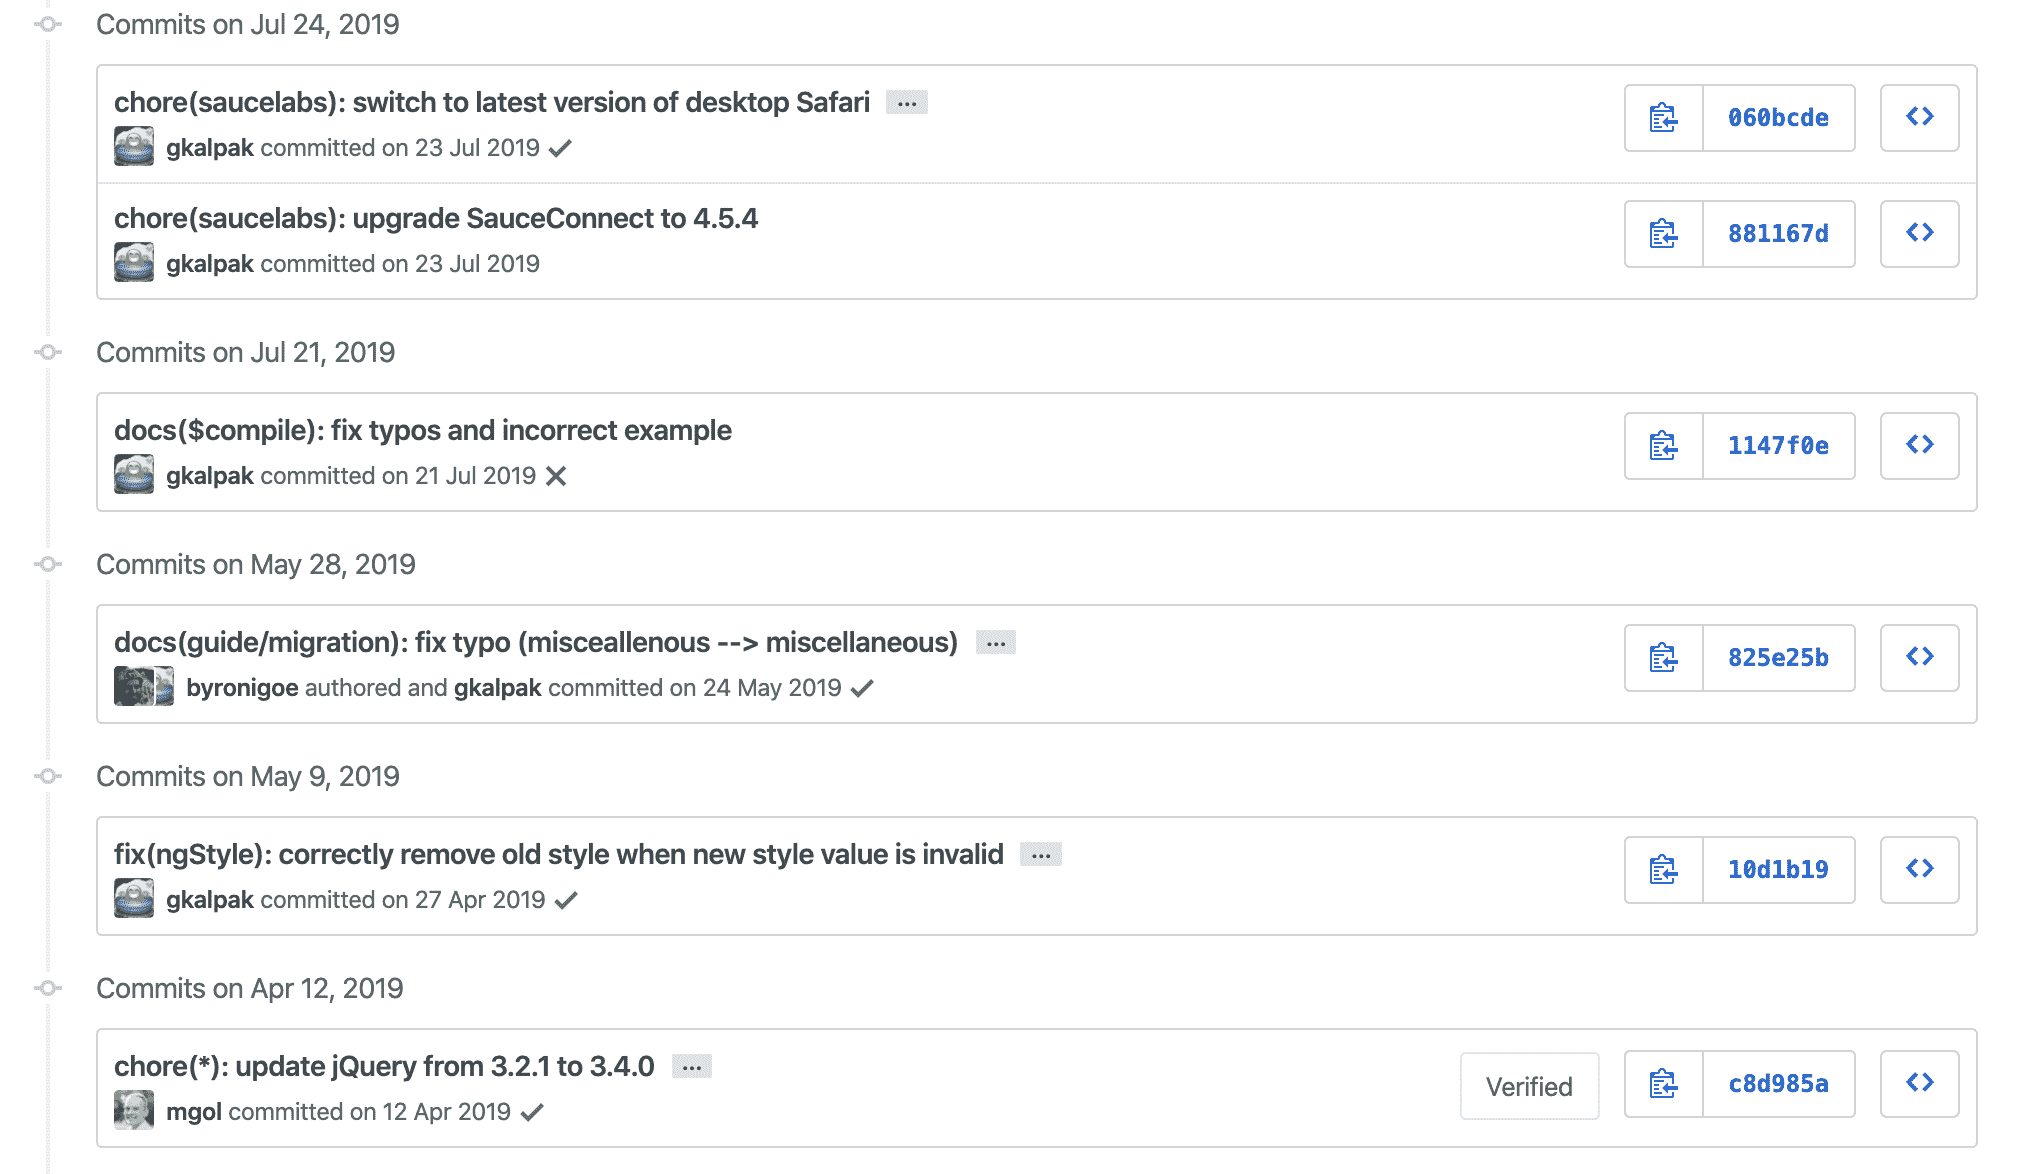 Commits on Jul 24, 2019
chore(saucelabs): switch to latest version of desktop Safari ...
060bcde
gkalpak committed on 23 Jul 2019
chore(saucelabs): upgrade SauceConnect to 4.5.4
881167d
gkalpak committed on 23 Jul 2019
Commits on Jul 21, 2019
docs($compile): fix typos and incorrect example
1147f0e
gkalpak committed on 21 Jul 2019
Commits on May 28, 2019
docs(guide/migration): fix typo (misceallenous --> miscellaneous) ...
825e25b
byronigoe authored and gkalpak committed on 24 May 2019
Commits on May 9, 2019
fix(ngStyle): correctly remove old style when new style value is invalid ...
10d1b19
gkalpak committed on 27 Apr 2019
Commits on Apr 12, 2019
chore(*): update jQuery from 3.2.1 to 3.4.0 ...
Verified c8d985a
mgol committed on 12 Apr 2019